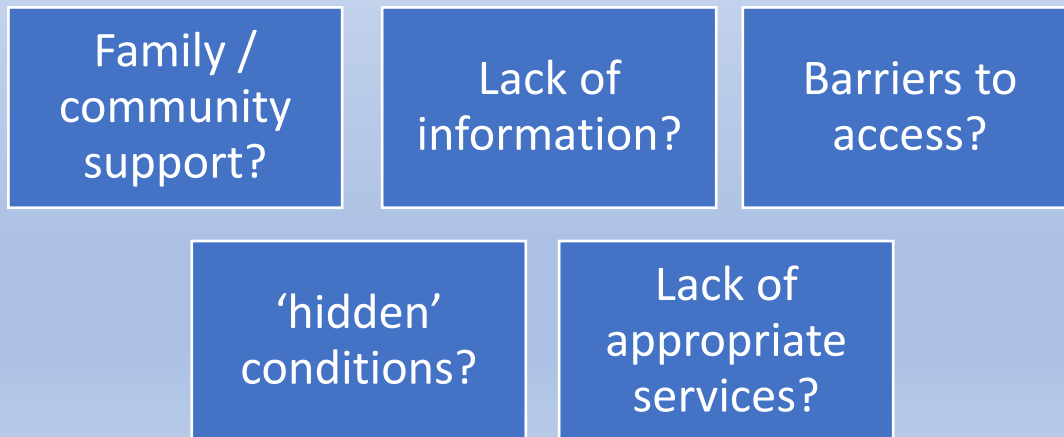 Family /
community
support?
Lack of
information?
Barriers to
access?
‘hidden’
conditions?
Lack of
appropriate
services?